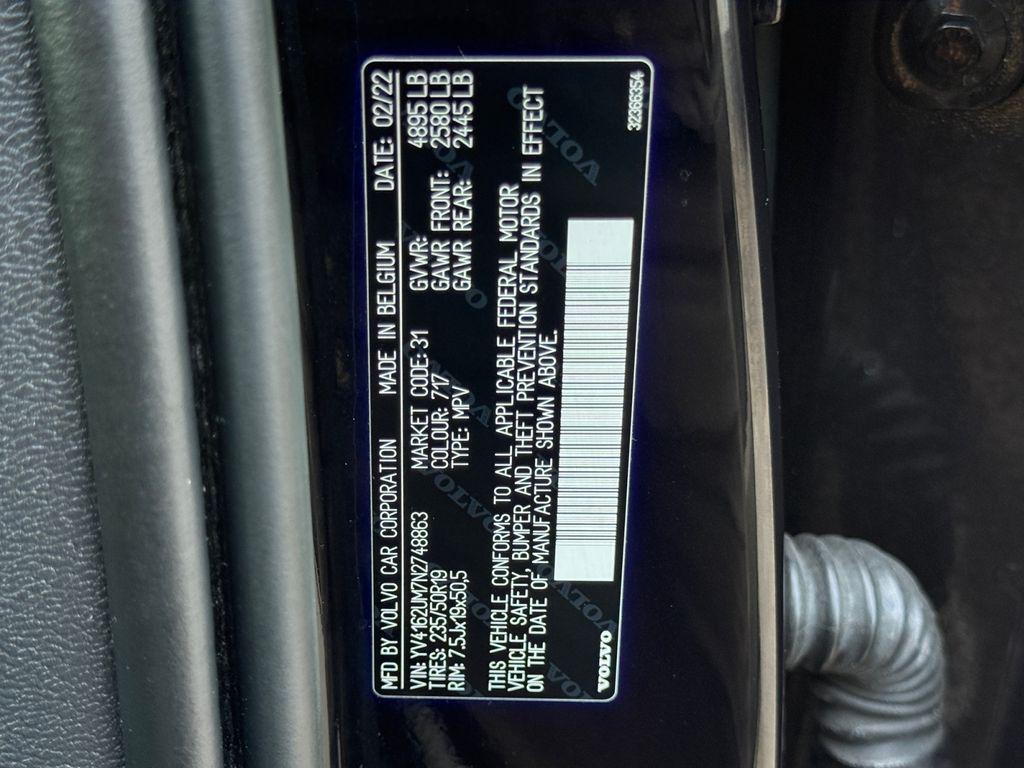 MFD BY VOLVO CAR CORPORATION MADE IN BELGIUM DATE: 02/22
VIN: YV4162UM7N2748863 MARKET CODE: 31 GVWR: 4895 LB
TIRES: 235/50R19 COLOUR: 717 GAWR FRONT: 2580 LB
RIM: 7.5Jx19x50,5 TYPE: MPV GAWR REAR: 2445 LB
THIS VEHICLE CONFORMS TO ALL APPLICABLE FEDERAL MOTOR
VEHICLE SAFETY, BUMPER AND THEFT PREVENTION STANDARDS IN EFFECT
ON THE DATE OF MANUFACTURE SHOWN ABOVE.
VOLVO 32366354